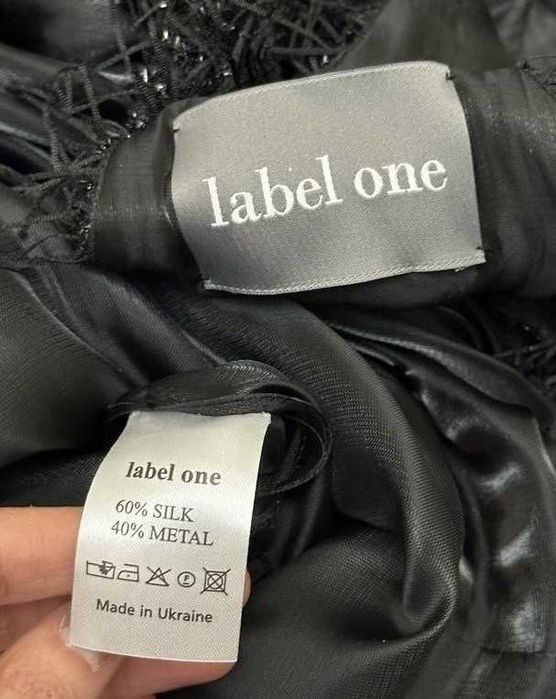 label one
label one
60% SILK
40% METAL
Made in Ukraine